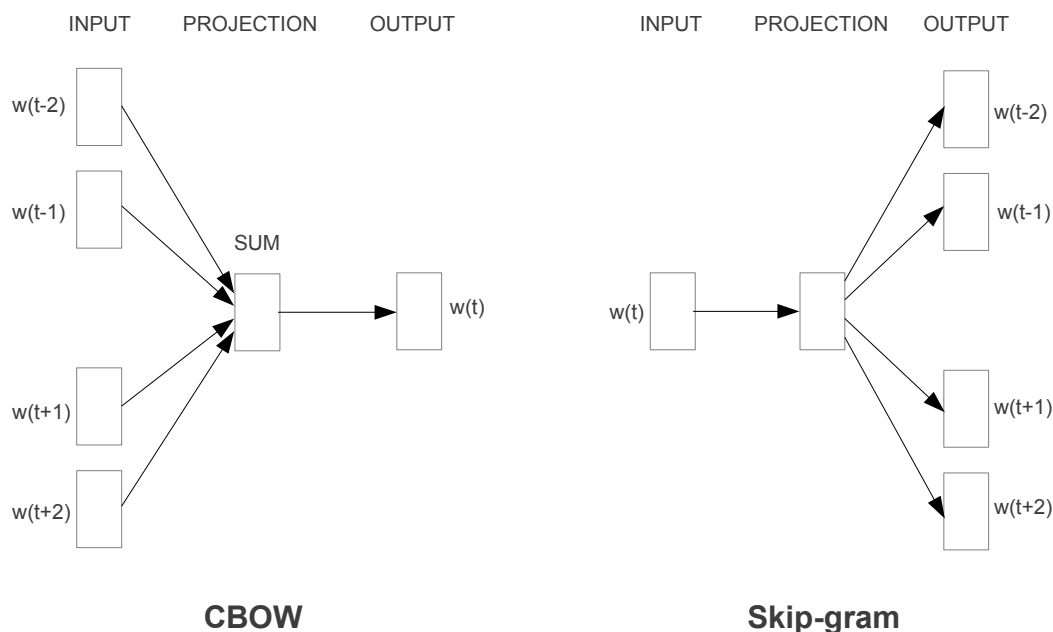 INPUT PROJECTION OUTPUT
w(t-2)
w(t-1)
SUM
w(t)
w(t+1)
w(t+2)
CBOW
INPUT PROJECTION OUTPUT
w(t-2)
w(t-1)
w(t)
w(t+1)
w(t+2)
Skip-gram